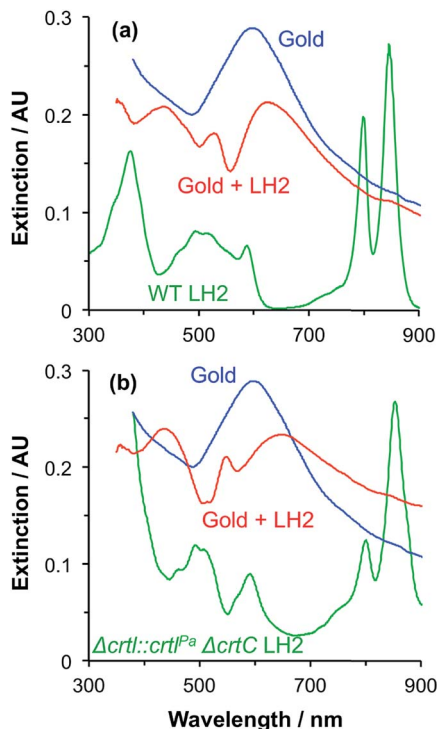 0.3
(a)
Gold
0.2
Extinction / AU
Gold + LH2
0.1
WT LH2
0
300 500 700 900
0.3
(b)
Gold
0.2
Extinction / AU
Gold + LH2
0.1
ΔcrtI::crtI^Pa ΔcrtC LH2
0
300 500 700 900
Wavelength / nm